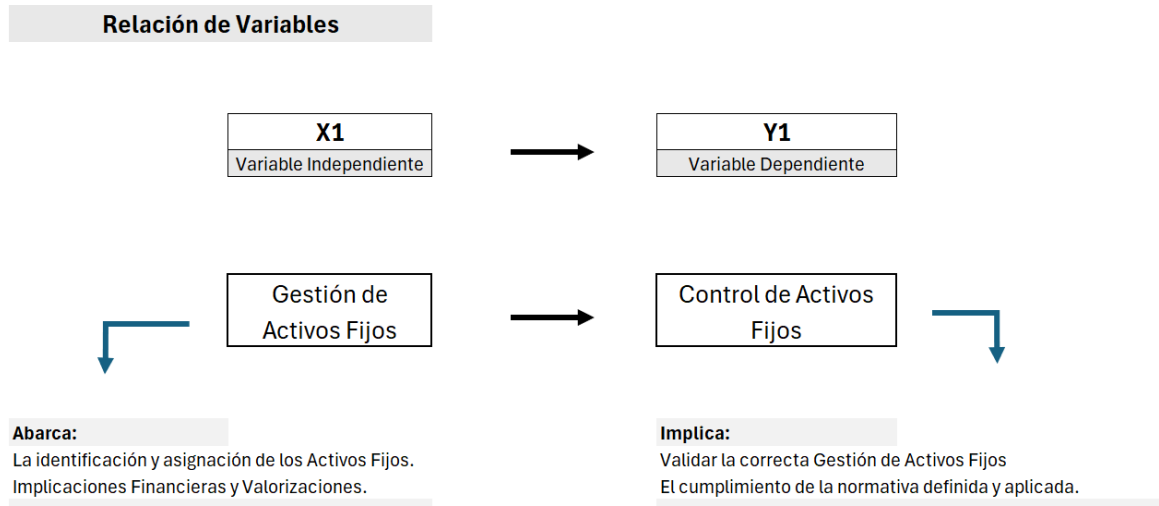 Relación de Variables
X1
Variable Independiente
Y1
Variable Dependiente
Gestión de
Activos Fijos
Control de Activos
Fijos
Abarca:
La identificación y asignación de los Activos Fijos.
Implicaciones Financieras y Valorizaciones.
Implica:
Validar la correcta Gestión de Activos Fijos
El cumplimiento de la normativa definida y aplicada.